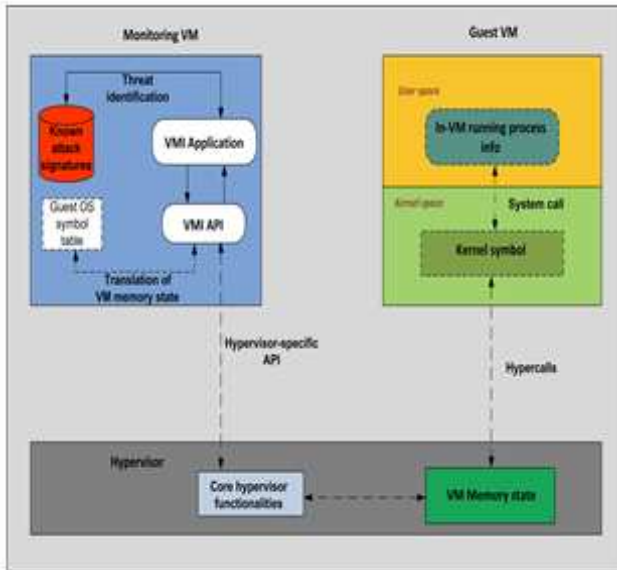 Monitoring VM
Guest VM
Threat
identification
Known
attack
signatures
VMI Application
Guest OS
symbol
table
VMI API
Translation of
VM memory state
User space
In-VM running process
info
Kernel space
System call
Kernel symbol
Hypervisor-specific
API
Hypercalls
Hypervisor
Core hypervisor
functionalities
VM Memory state